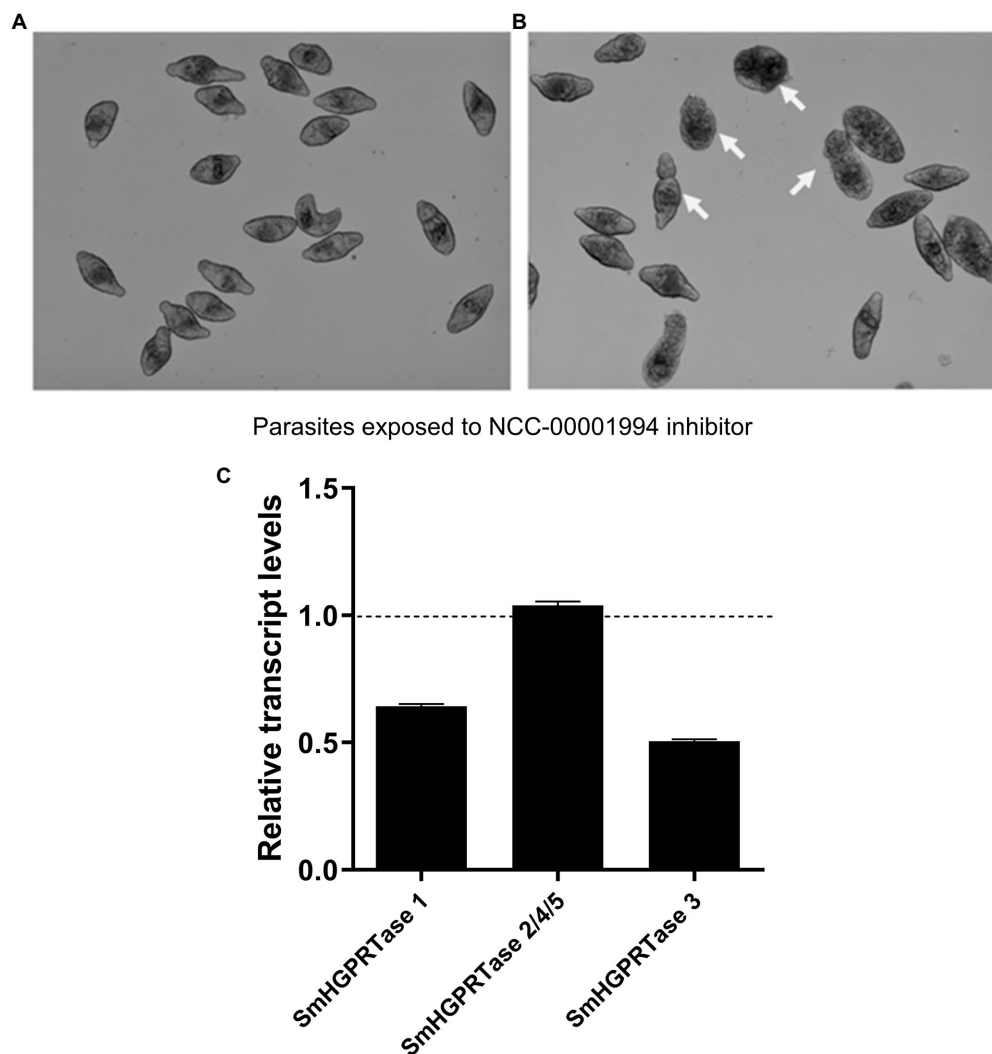 A
B
Parasites exposed to NCC-00001994 inhibitor
C
Relative transcript levels
1.5
1.0
0.5
0.0
SmHGPRTase 1
SmHGPRTase 2/4/5
SmHGPRTase 3